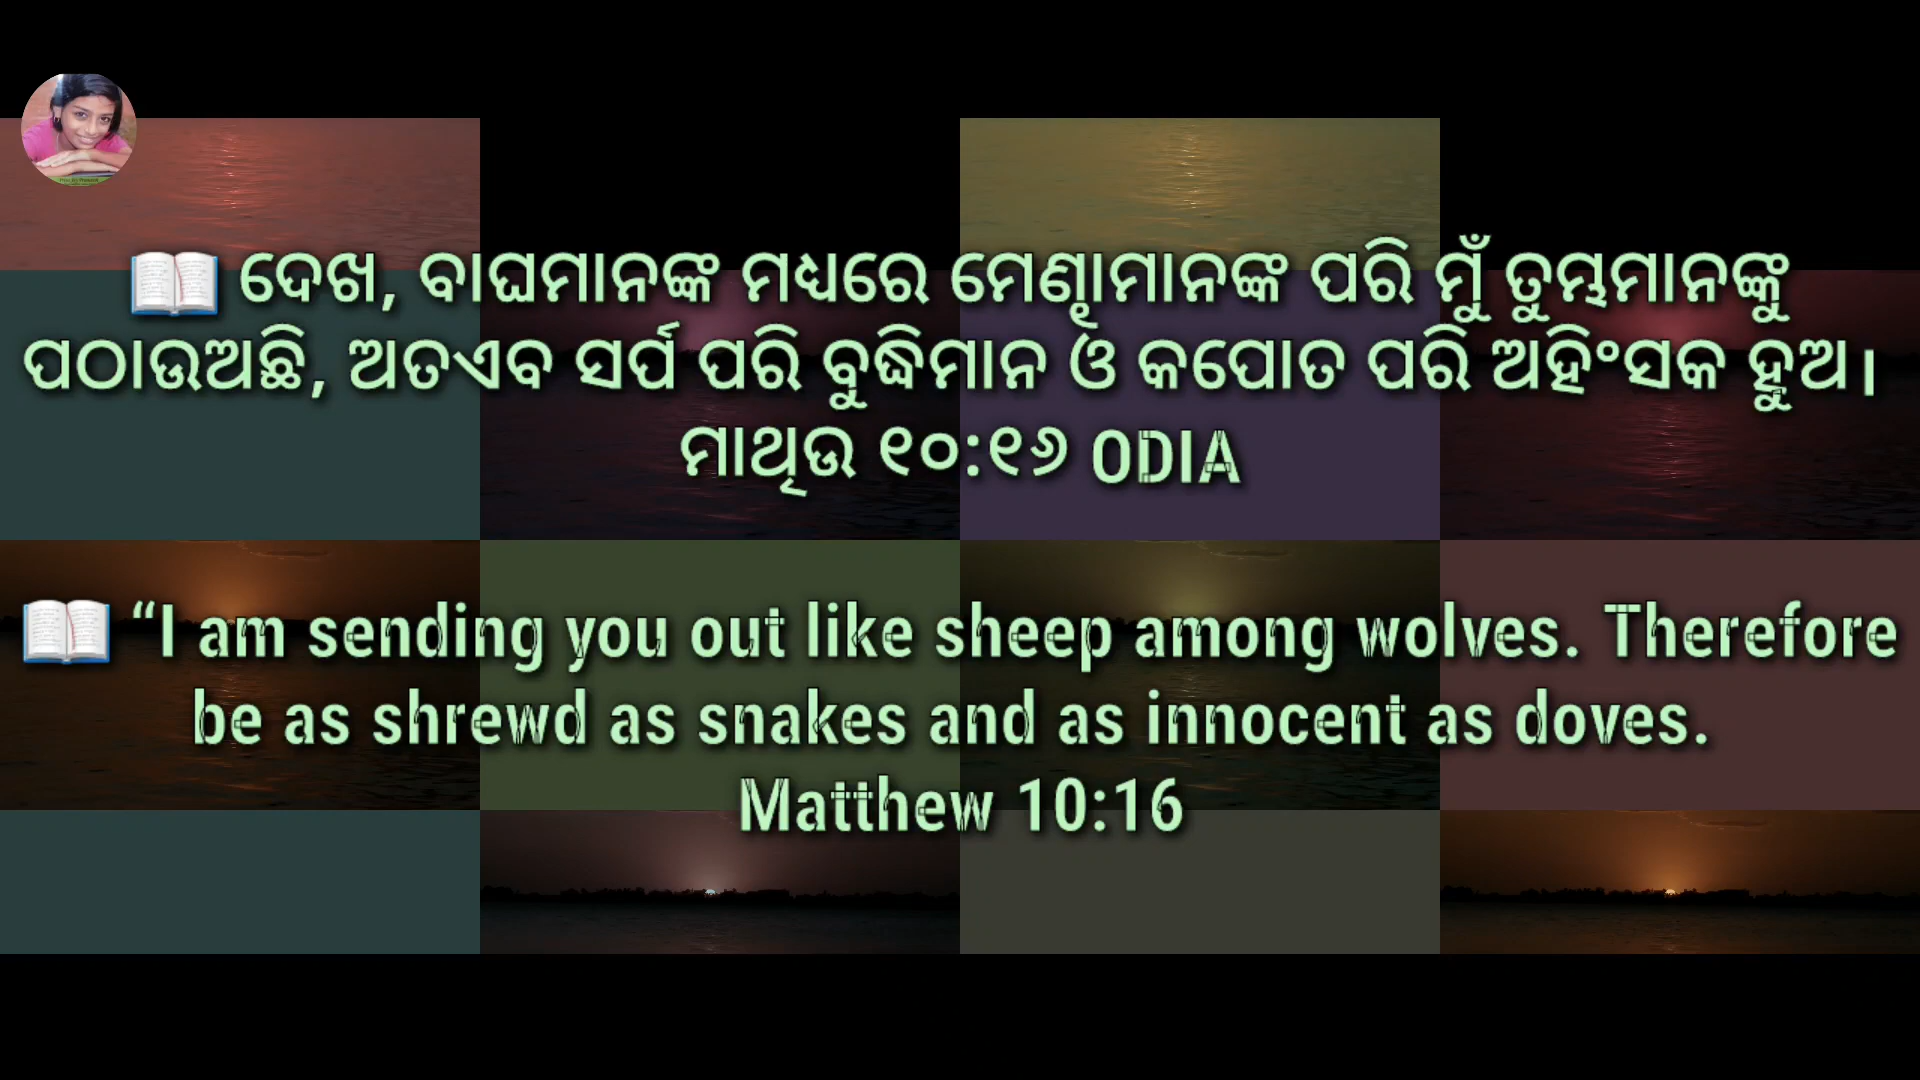 📖 ଦେଖ, ବାଘମାନଙ୍କ ମଧ୍ୟରେ ମେଣ୍ଢାମାନଙ୍କ ପରି ମୁଁ ତୁମ୍ଭମାନଙ୍କୁ
ପଠାଉଅଛି, ଅତଏବ ସର୍ପ ପରି ବୁଦ୍ଧିମାନ ଓ କପୋତ ପରି ଅହିଂସକ ହୁଅ।
ମାଥିଉ ୧୦:୧୬ ODIA
📖 “I am sending you out like sheep among wolves. Therefore
be as shrewd as snakes and as innocent as doves.
Matthew 10:16